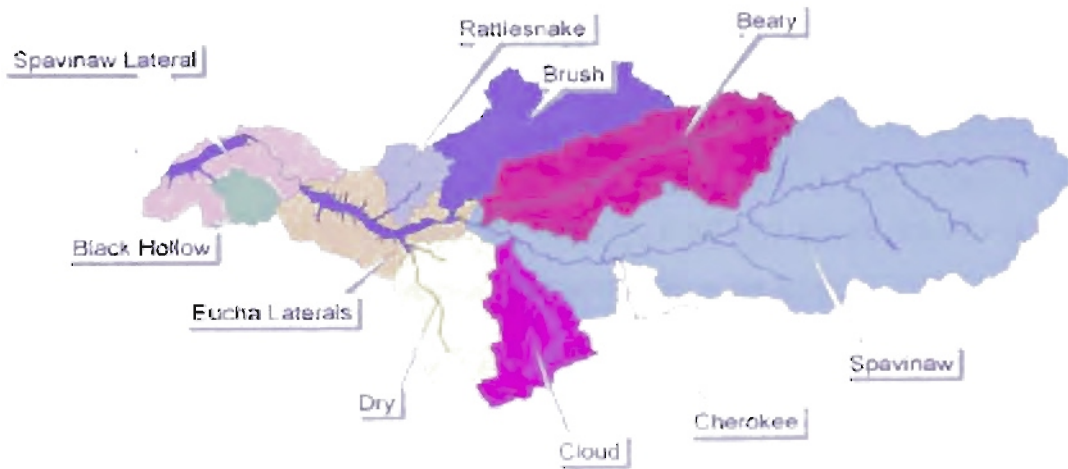 Rattlesnake
Beaty
Spavinaw Lateral
Brush
Black Hollow
Eucha Laterals
Spavinaw
Dry
Cherokee
Cloud